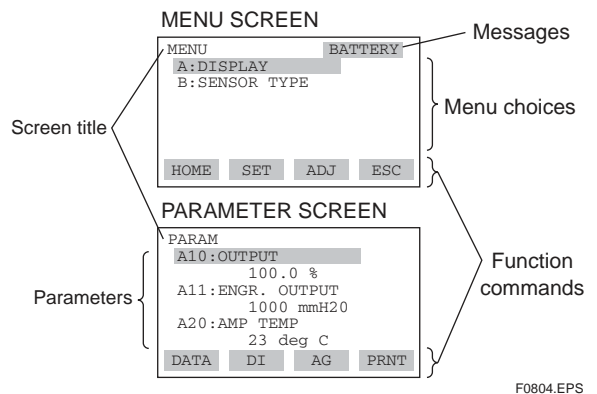 MENU SCREEN
Messages
MENU BATTERY
A:DISPLAY
B:SENSOR TYPE
Menu choices
Screen title
HOME SET ADJ ESC
PARAMETER SCREEN
PARAM
A10:OUTPUT
100.0 %
A11:ENGR. OUTPUT
1000 mmH20
A20:AMP TEMP
23 deg C
Parameters
Function
commands
DATA DI AG PRNT
F0804.EPS